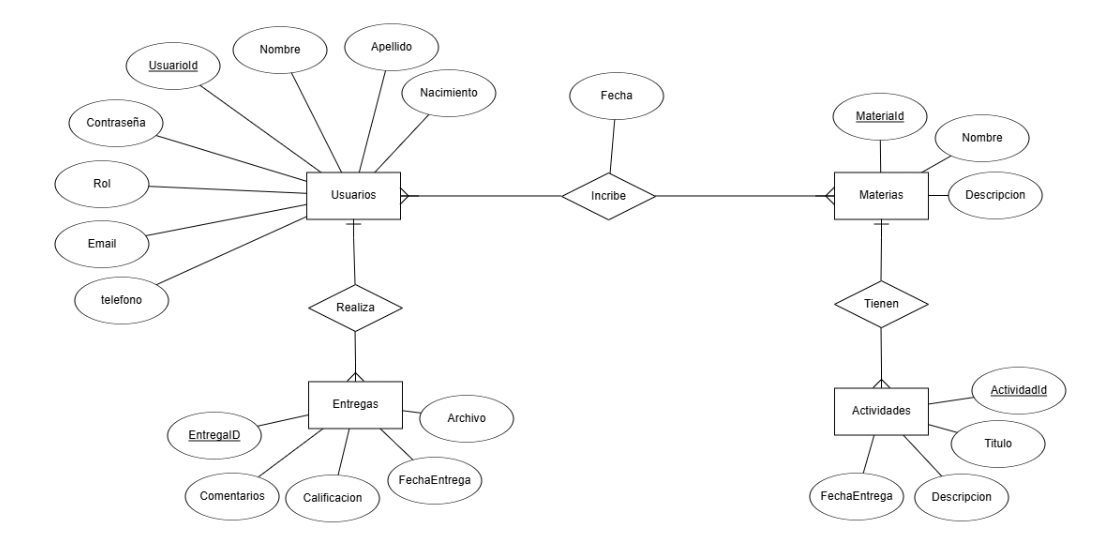 Nombre
Apellido
UsuarioId
Nacimiento
Fecha
Contraseña
MateriaId
Nombre
Rol
Usuarios
Incribe
Materias
Descripcion
Email
telefono
Realiza
Tienen
Entregas
Actividades
ActividadId
EntregaID
Archivo
Titulo
Comentarios
Calificacion
FechaEntrega
FechaEntrega
Descripcion